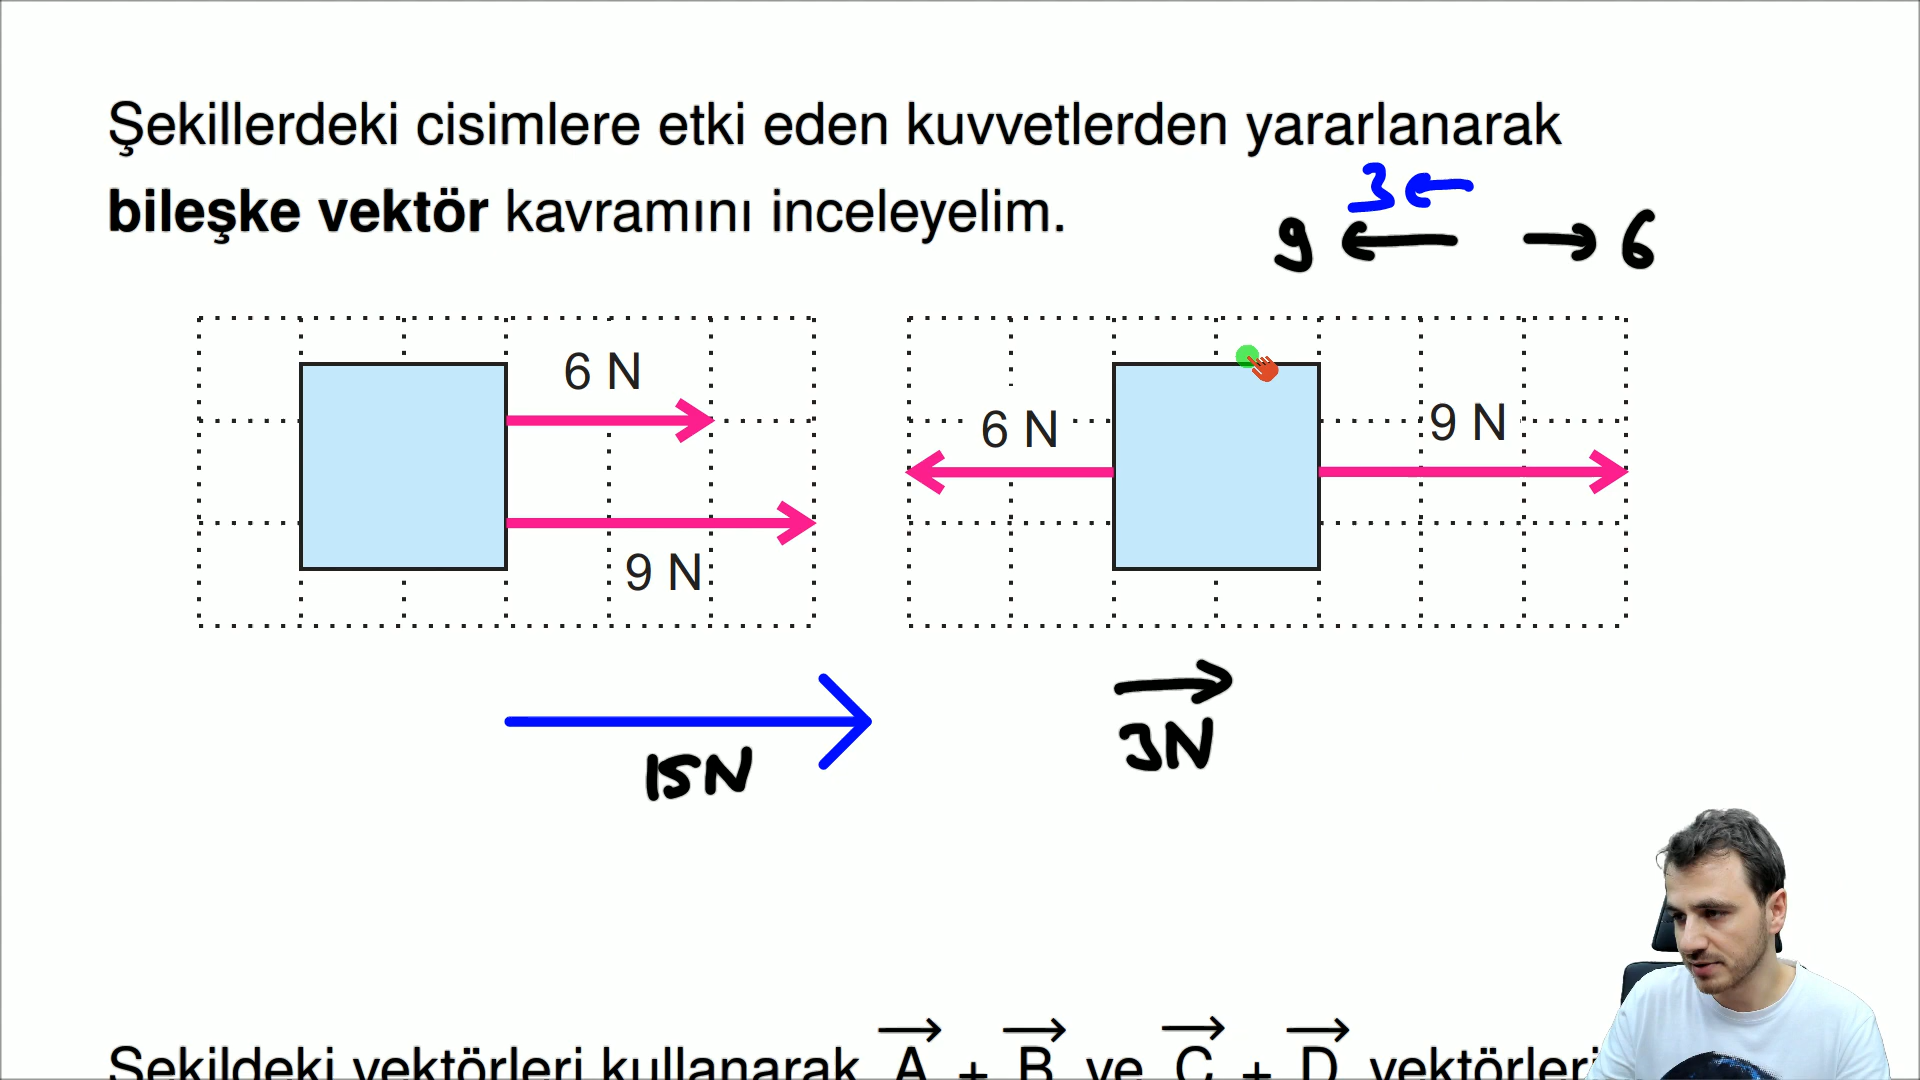 Şekillerdeki cisimlere etki eden kuvvetlerden yararlanarak
bileşke vektör kavramını inceleyelim.
3
9 6
6 N
9 N
6 N
9 N
15N
3N
Şekildeki vektörleri kullanarak A + B ve C + D vektörleri